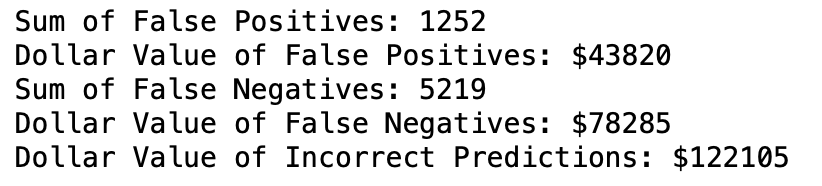 Sum of False Positives: 1252
Dollar Value of False Positives: $43820
Sum of False Negatives: 5219
Dollar Value of False Negatives: $78285
Dollar Value of Incorrect Predictions: $122105